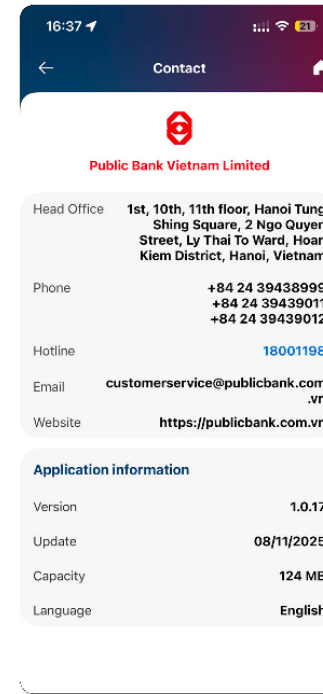 16:37
21
Contact
Public Bank Vietnam Limited
Head Office 1st, 10th, 11th floor, Hanoi Tung
Shing Square, 2 Ngo Quyen
Street, Ly Thai To Ward, Hoan
Kiem District, Hanoi, Vietnam
Phone +84 24 39438999
+84 24 39439011
+84 24 39439012
Hotline 18001198
Email customerservice@publicbank.com
.vn
Website https://publicbank.com.vn
Application information
Version 1.0.17
Update 08/11/2025
Capacity 124 MB
Language English